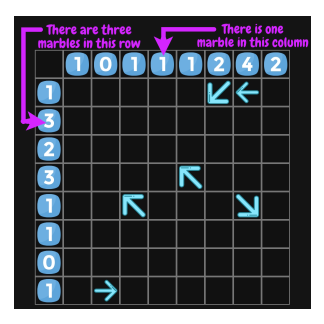 There are three
marbles in this row
There is one
marble in this column
1 0 1 1 1 2 4 2
1
3
2
3
1
1
0
1